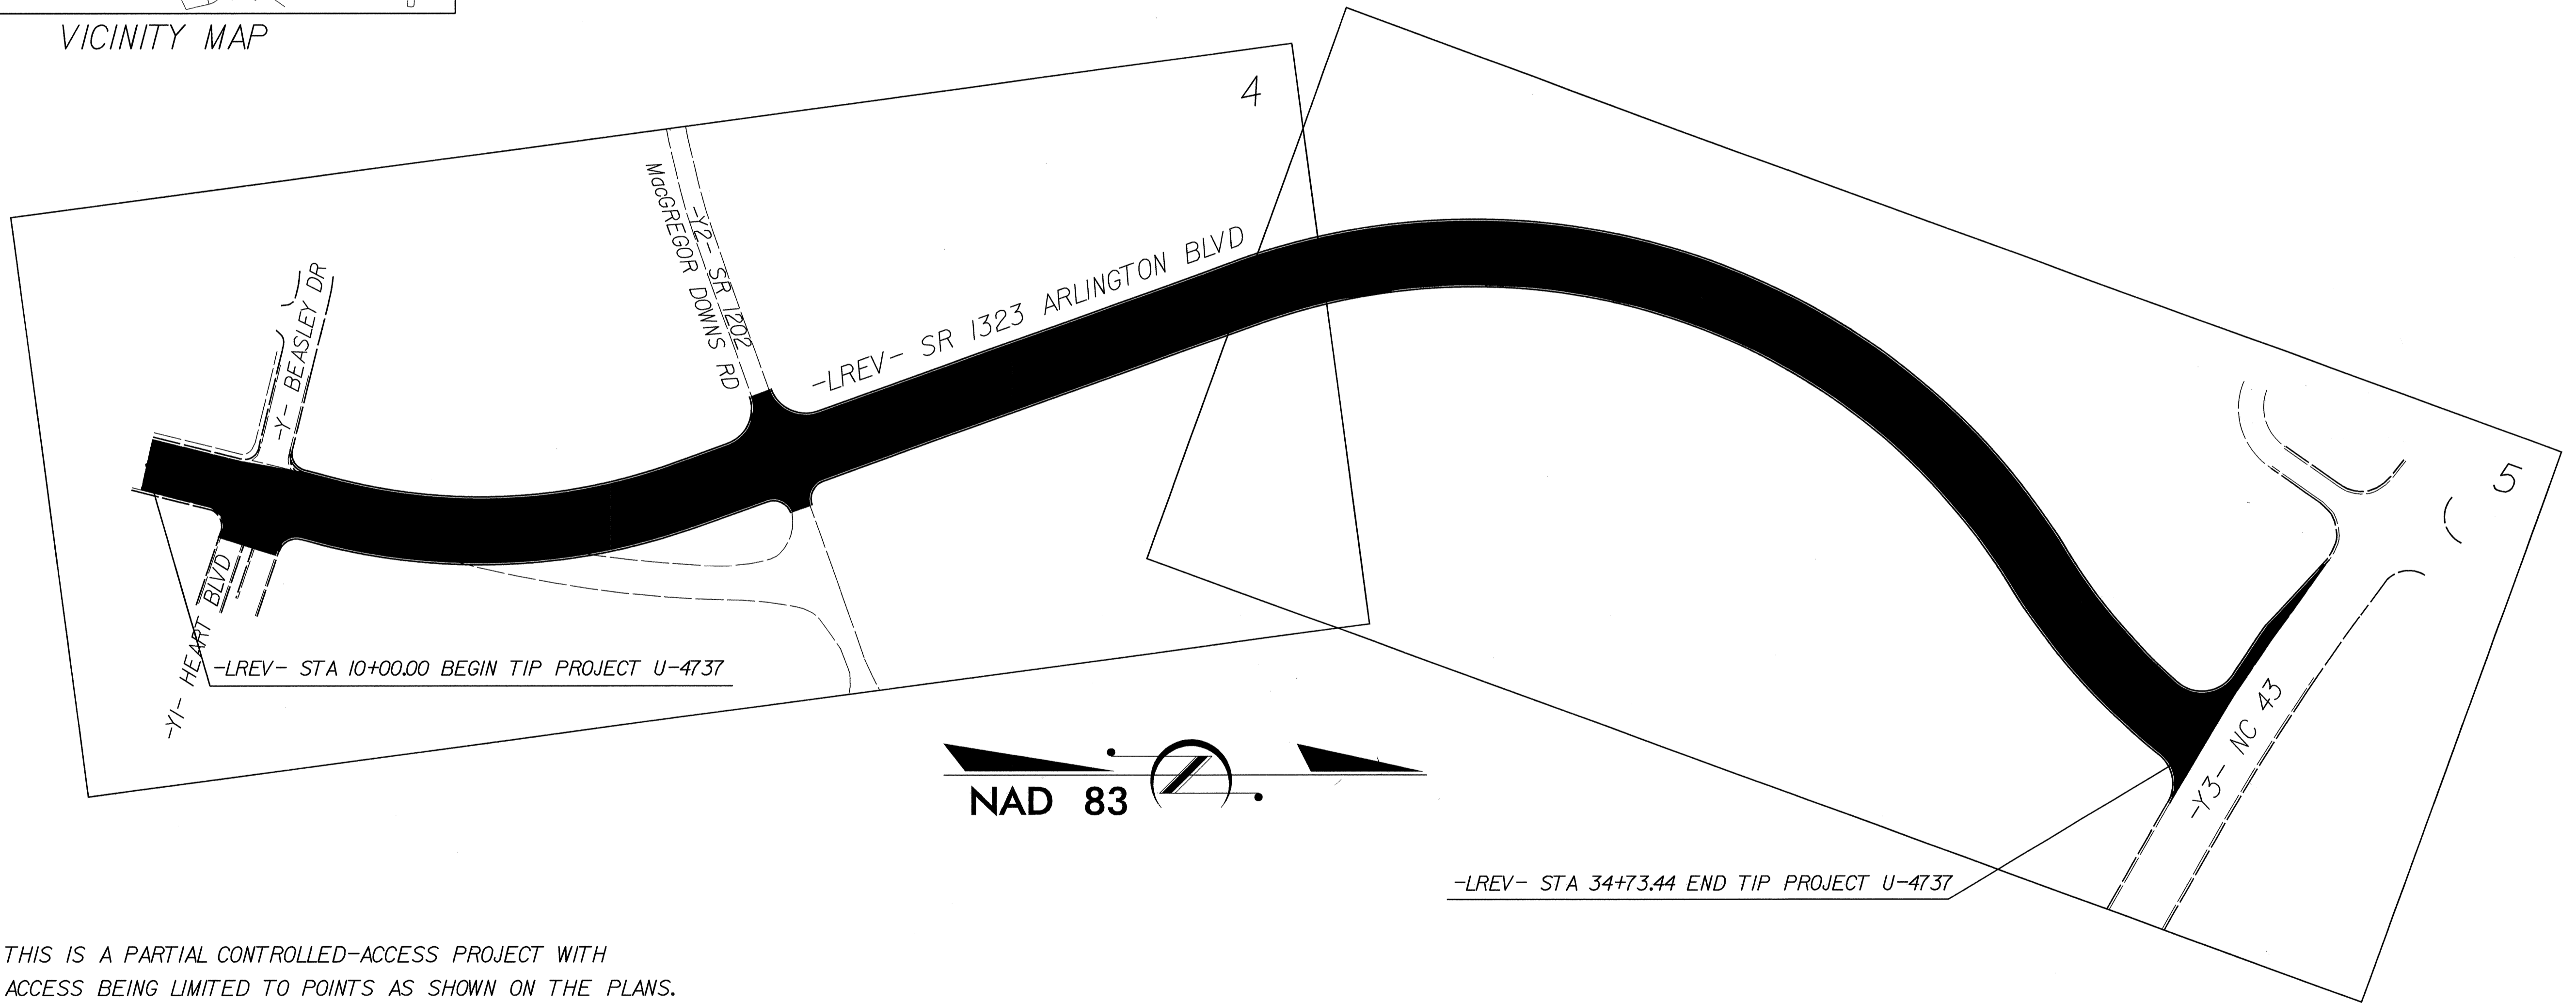 VICINITY MAP
4
MacGREGOR DOWNS RD
-Y2- SR 1202
-LREV- SR 1323 ARLINGTON BLVD
-Y- BEASLEY DR
5
-Y1- HEART BLVD
-LREV- STA 10+00.00 BEGIN TIP PROJECT U-4737
-Y3- NC 43
NAD 83
-LREV- STA 34+73.44 END TIP PROJECT U-4737
THIS IS A PARTIAL CONTROLLED-ACCESS PROJECT WITH
ACCESS BEING LIMITED TO POINTS AS SHOWN ON THE PLANS.